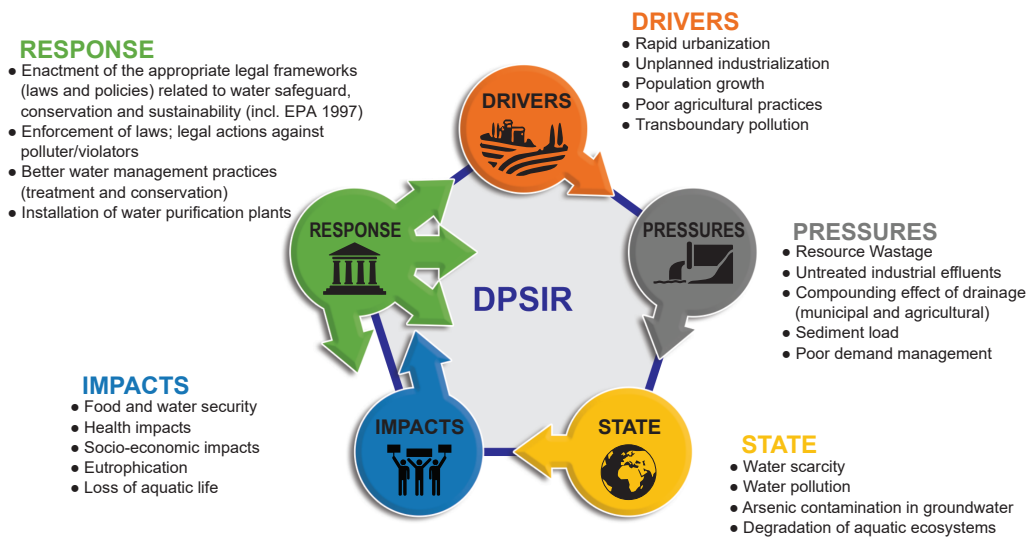 DRIVERS
● Rapid urbanization
● Unplanned industrialization
● Population growth
● Poor agricultural practices
● Transboundary pollution
RESPONSE
● Enactment of the appropriate legal frameworks
(laws and policies) related to water safeguard,
conservation and sustainability (incl. EPA 1997)
● Enforcement of laws; legal actions against
polluter/violators
● Better water management practices
(treatment and conservation)
● Installation of water purification plants
DRIVERS
RESPONSE
PRESSURES
DPSIR
PRESSURES
● Resource Wastage
● Untreated industrial effluents
● Compounding effect of drainage
(municipal and agricultural)
● Sediment load
● Poor demand management
IMPACTS
● Food and water security
● Health impacts
● Socio-economic impacts
● Eutrophication
● Loss of aquatic life
IMPACTS
STATE
STATE
● Water scarcity
● Water pollution
● Arsenic contamination in groundwater
● Degradation of aquatic ecosystems